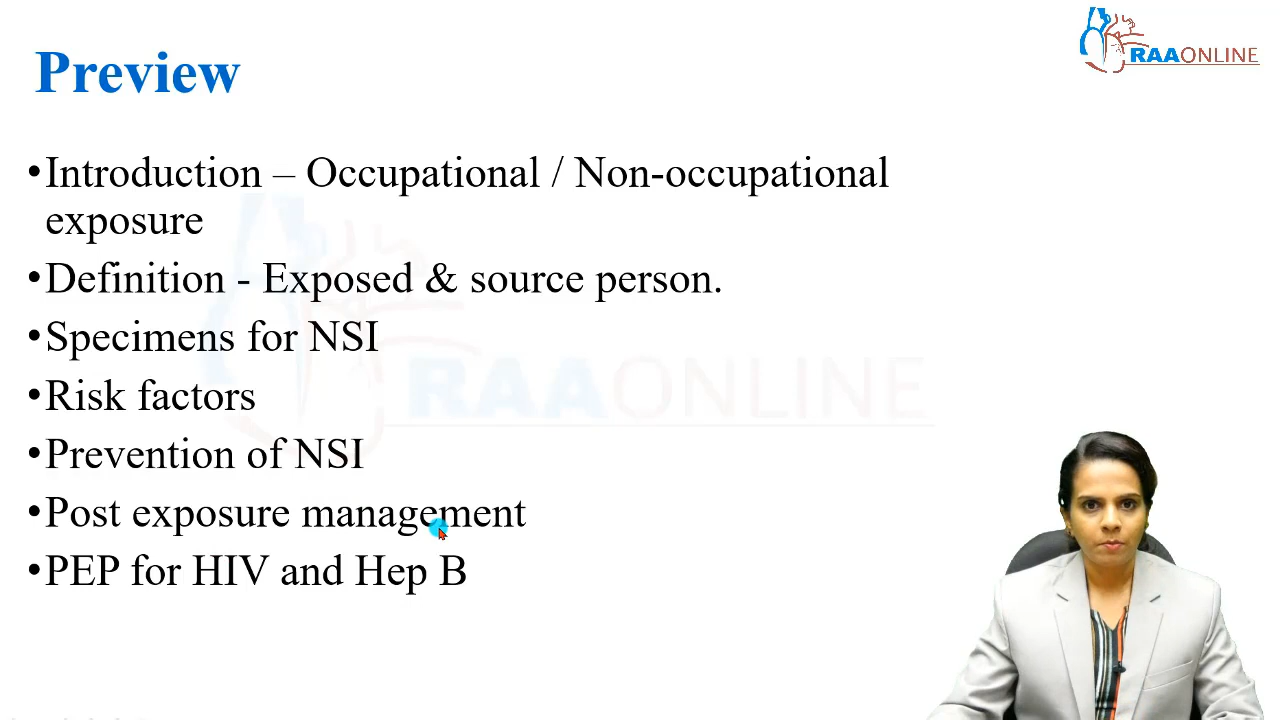 RAAONLINE
Preview
•Introduction – Occupational / Non-occupational
exposure
•Definition - Exposed & source person.
•Specimens for NSI
•Risk factors
RAAONLINE
•Prevention of NSI
•Post exposure management
•PEP for HIV and Hep B